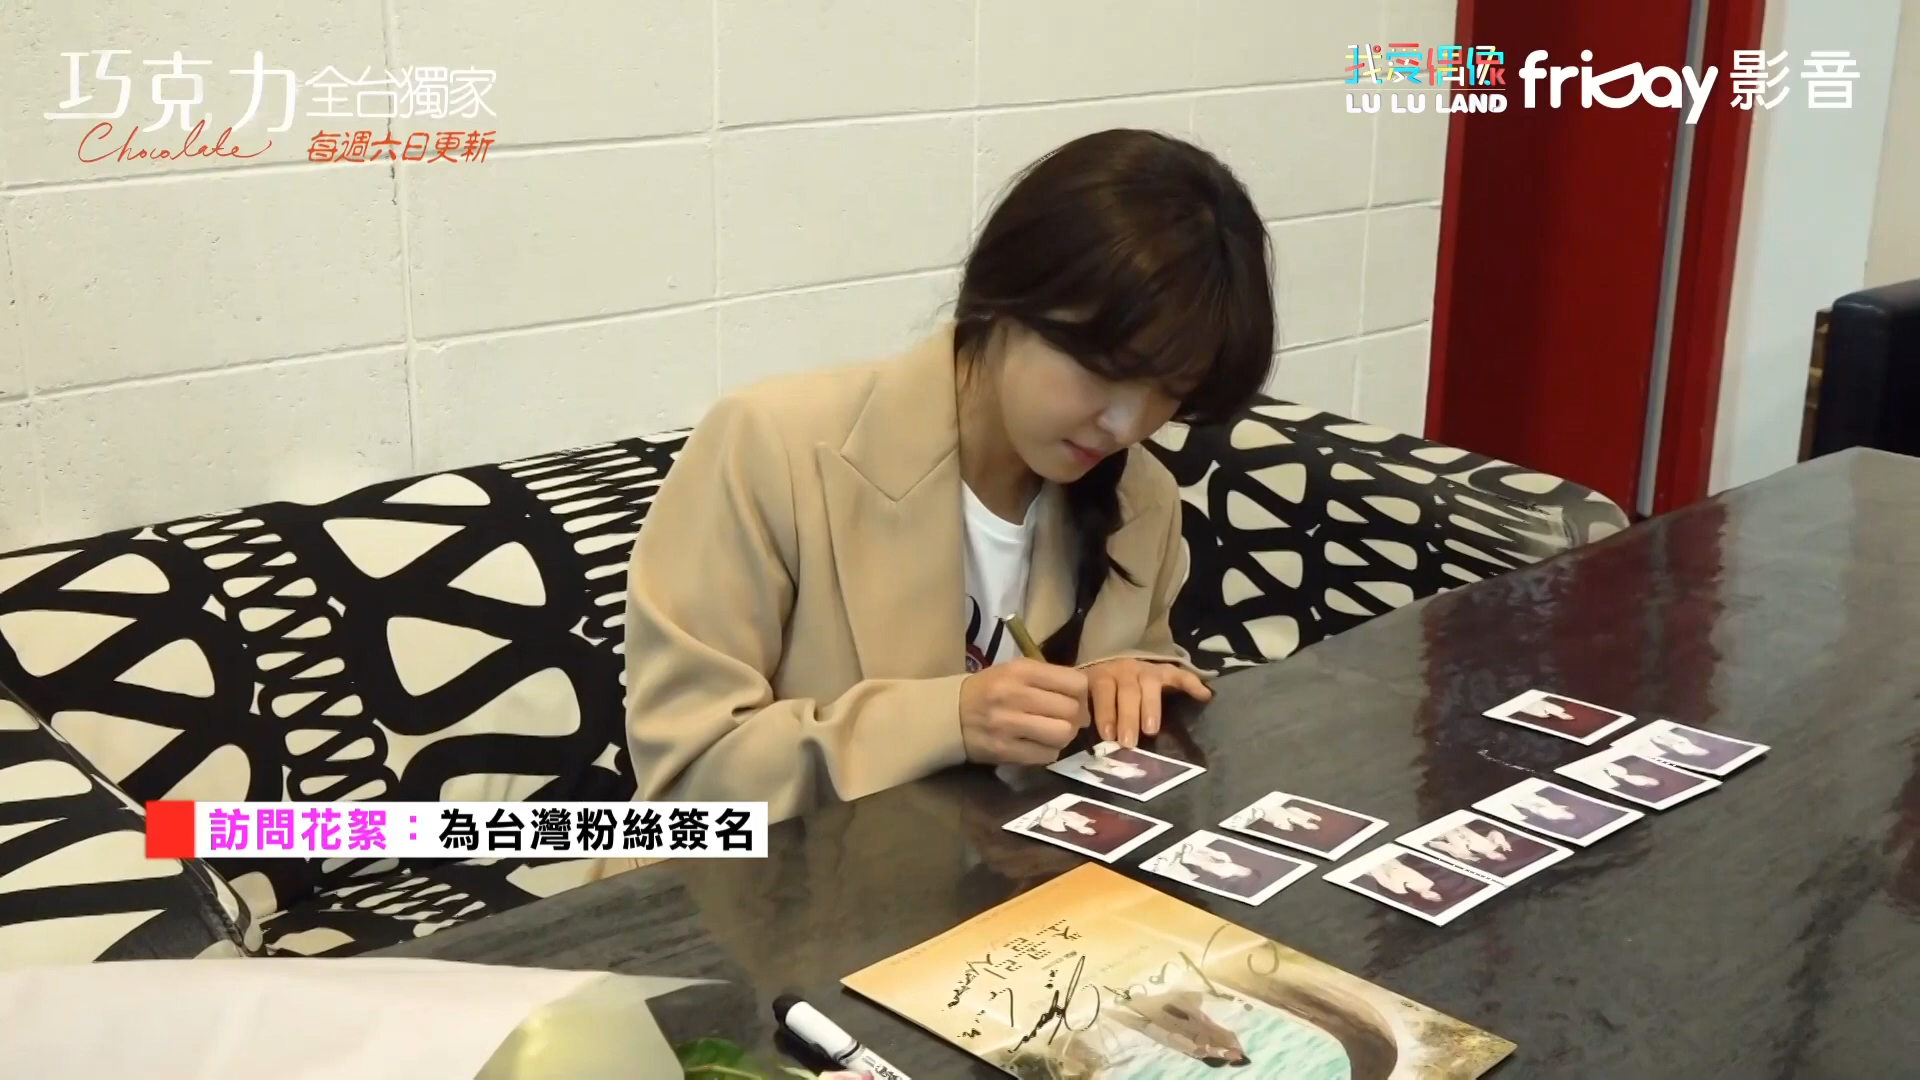 巧克力 全台獨家
Chocolate 每週六日更新
我愛偶像
LU LU LAND
friDay影音
訪問花絮：為台灣粉絲簽名